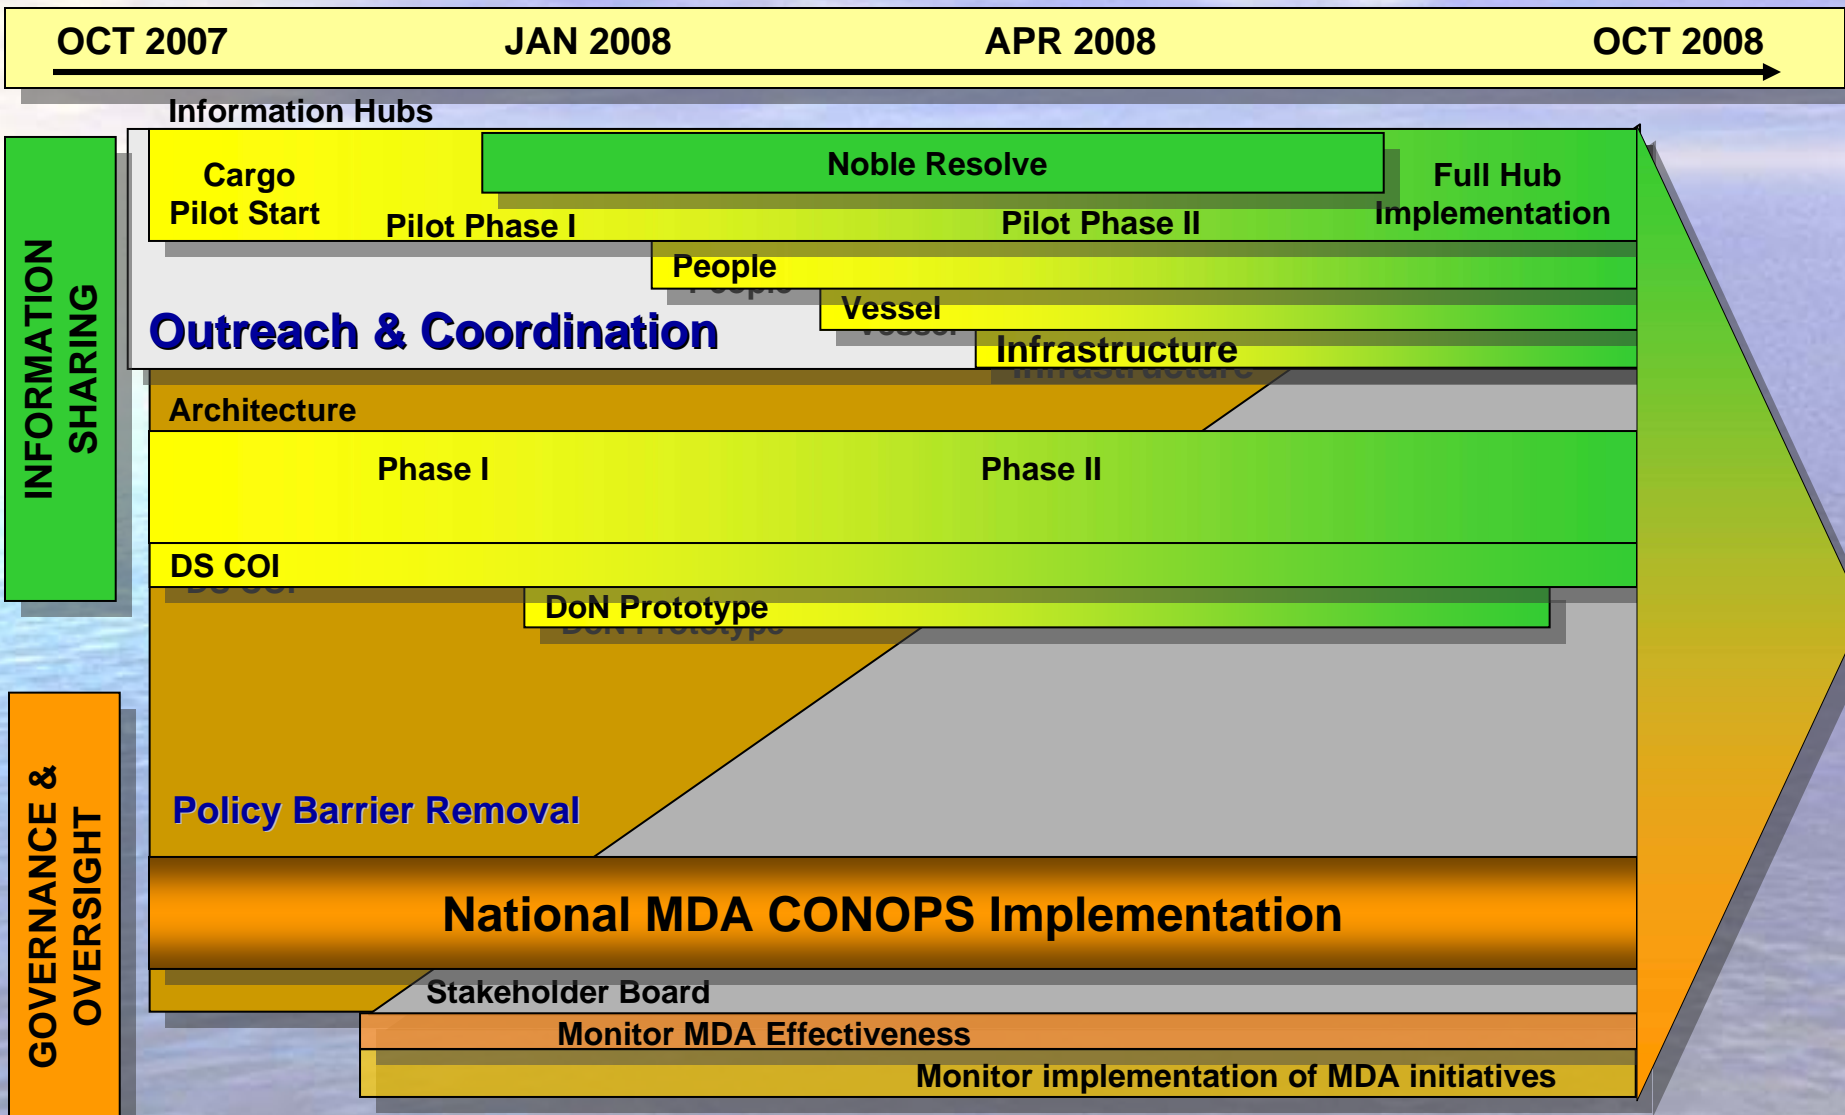 OCT 2007 JAN 2008 APR 2008 OCT 2008
Information Hubs
Cargo
Pilot Start
Pilot Phase I
Noble Resolve
Pilot Phase II
Full Hub
Implementation
INFORMATION
SHARING
People
Vessel
Outreach & Coordination
Infrastructure
Architecture
Phase I Phase II
DS COI
DoN Prototype
Policy Barrier Removal
GOVERNANCE &
OVERSIGHT
National MDA CONOPS Implementation
Stakeholder Board
Monitor MDA Effectiveness
Monitor implementation of MDA initiatives